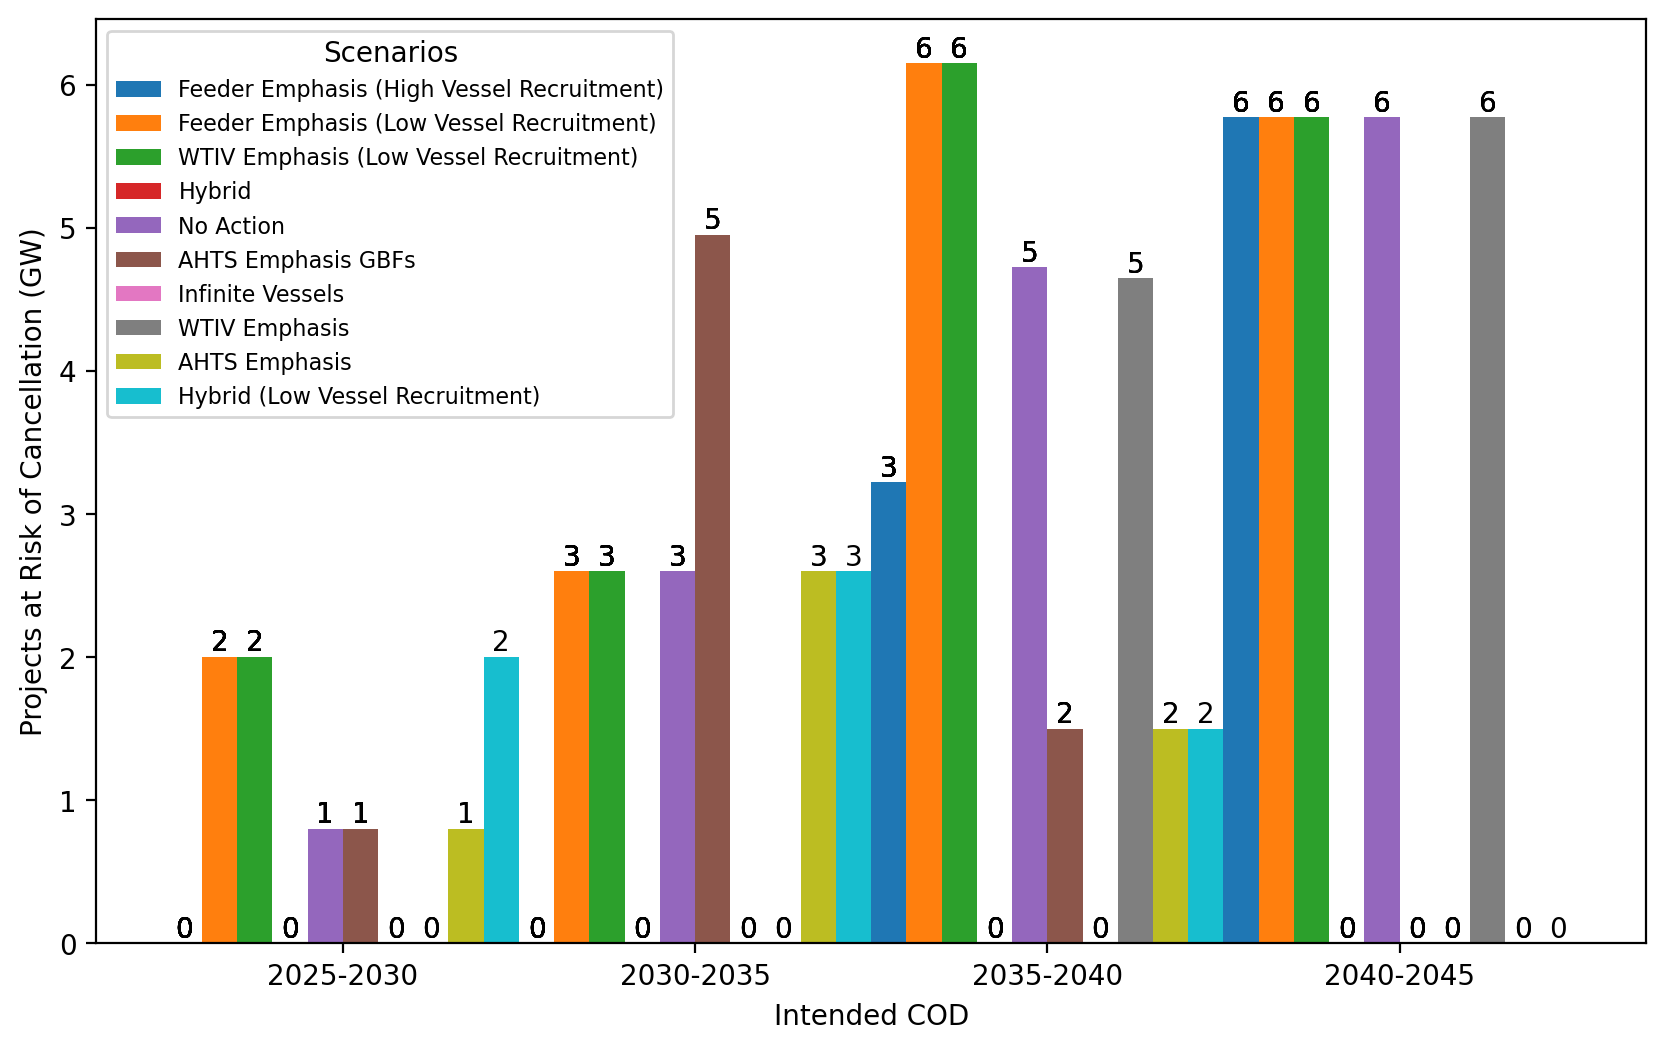 Scenarios
Feeder Emphasis (High Vessel Recruitment)
Feeder Emphasis (Low Vessel Recruitment)
WTIV Emphasis (Low Vessel Recruitment)
Hybrid
No Action
AHTS Emphasis GBFs
Infinite Vessels
WTIV Emphasis
AHTS Emphasis
Hybrid (Low Vessel Recruitment)
Projects at Risk of Cancellation (GW)
6
5
4
3
2
1
0
0 2 2 0 1 1 0 0 1 2
0 3 3 0 3 5 0 0 3 3
3 6 6 0 5 2 0 5 2 2
6 6 6 0 6 0 0 6 0 0
2025-2030 2030-2035 2035-2040 2040-2045
Intended COD